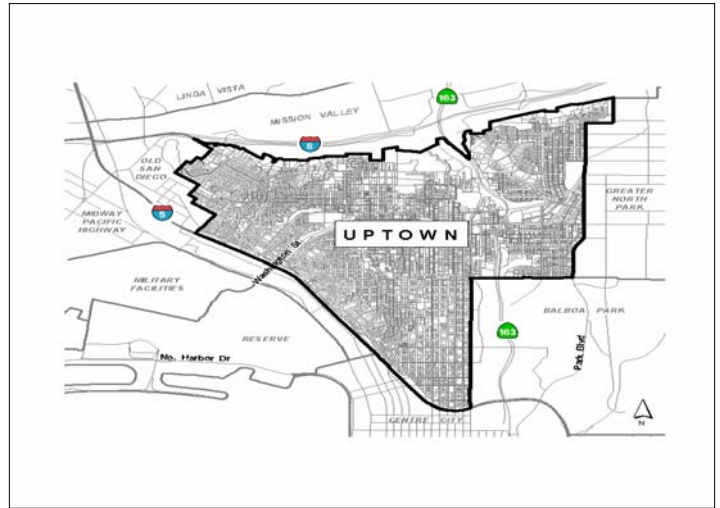 LINDA VISTA
163
MISSION VALLEY
8
OLD
SAN
DIEGO
GREATER
NORTH
PARK
5
MIDWAY
PACIFIC
HIGHWAY
UPTOWN
Washington St
MILITARY
FACILITIES
BALBOA PARK
163
RESERVE
Park Blvd
No. Harbor Dr
CENTRE CITY
N